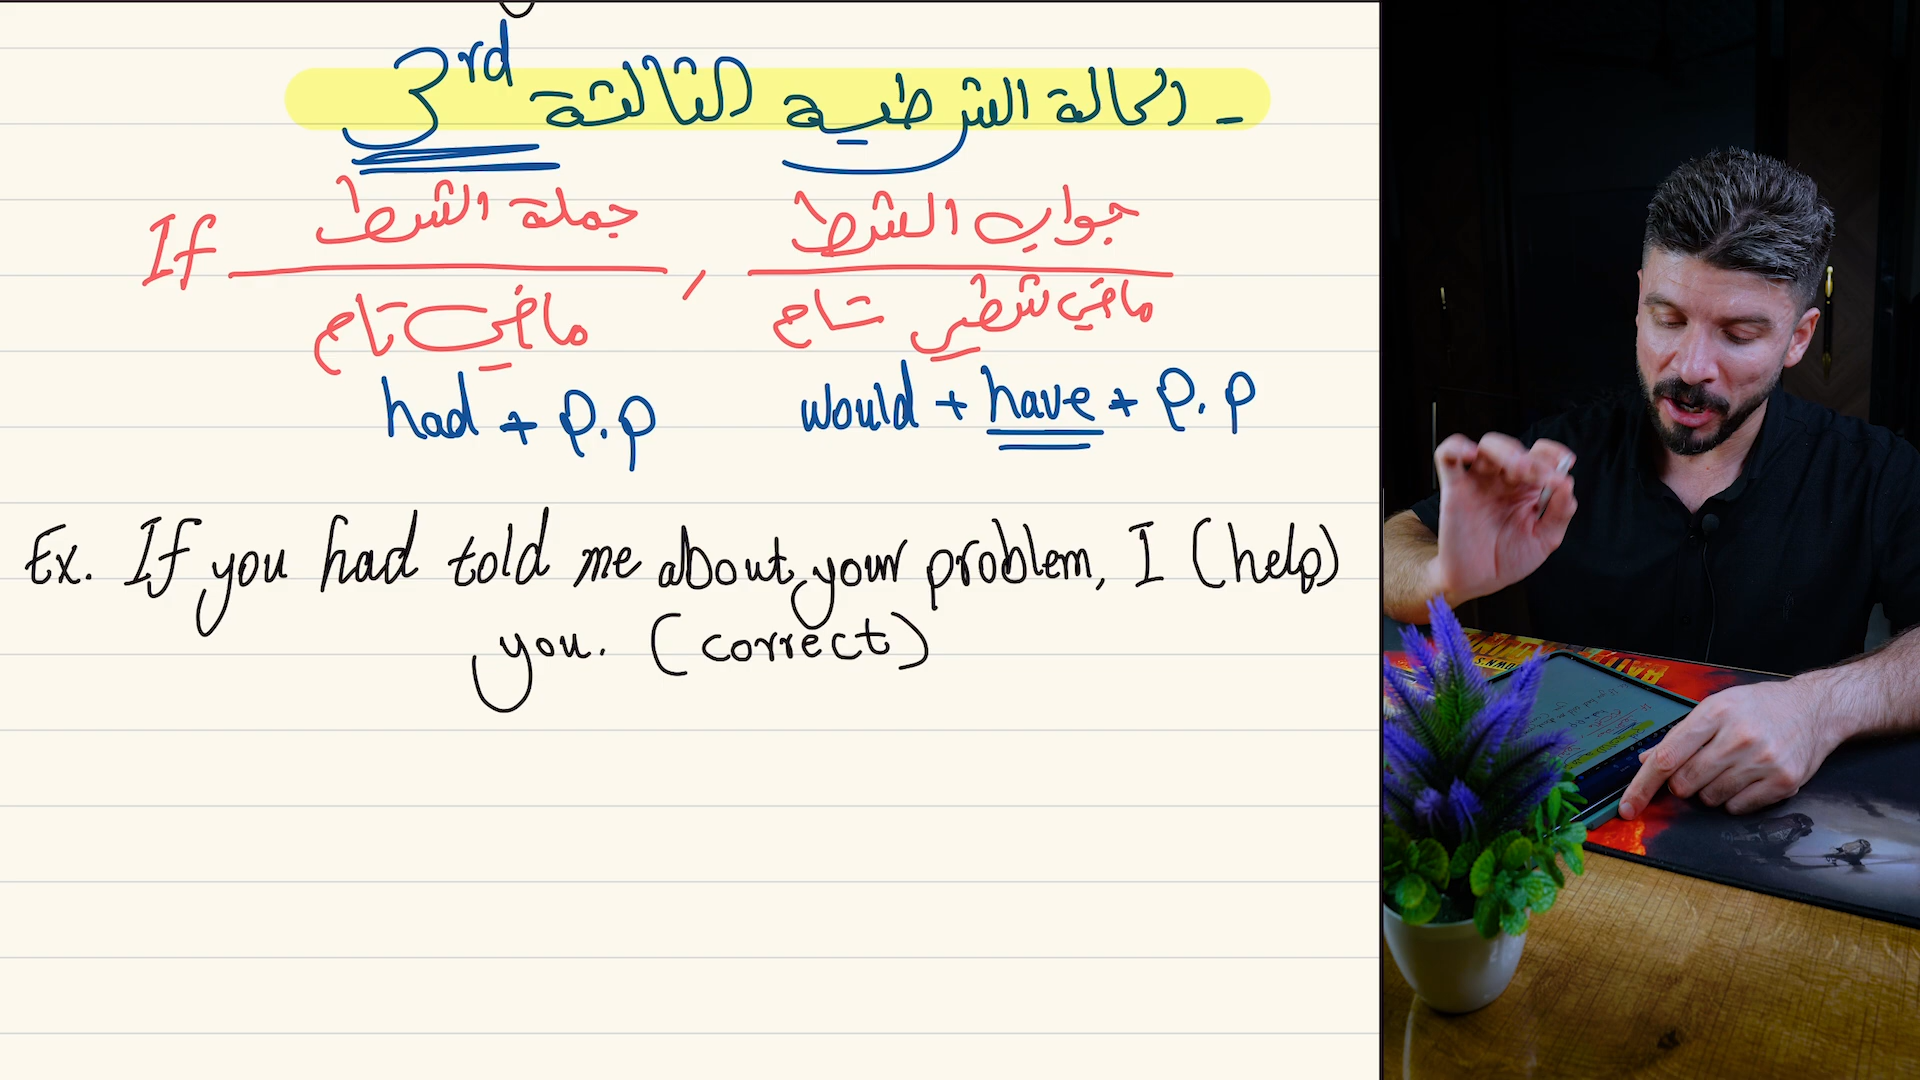 - الحالة الشرطية الثالثة 3rd
If جملة الشرط , جواب الشرط
ماضي تام ماضي شرطي تام
had + P.P would + have + P.P
Ex. If you had told me about your problem, I (help)
you. (correct)